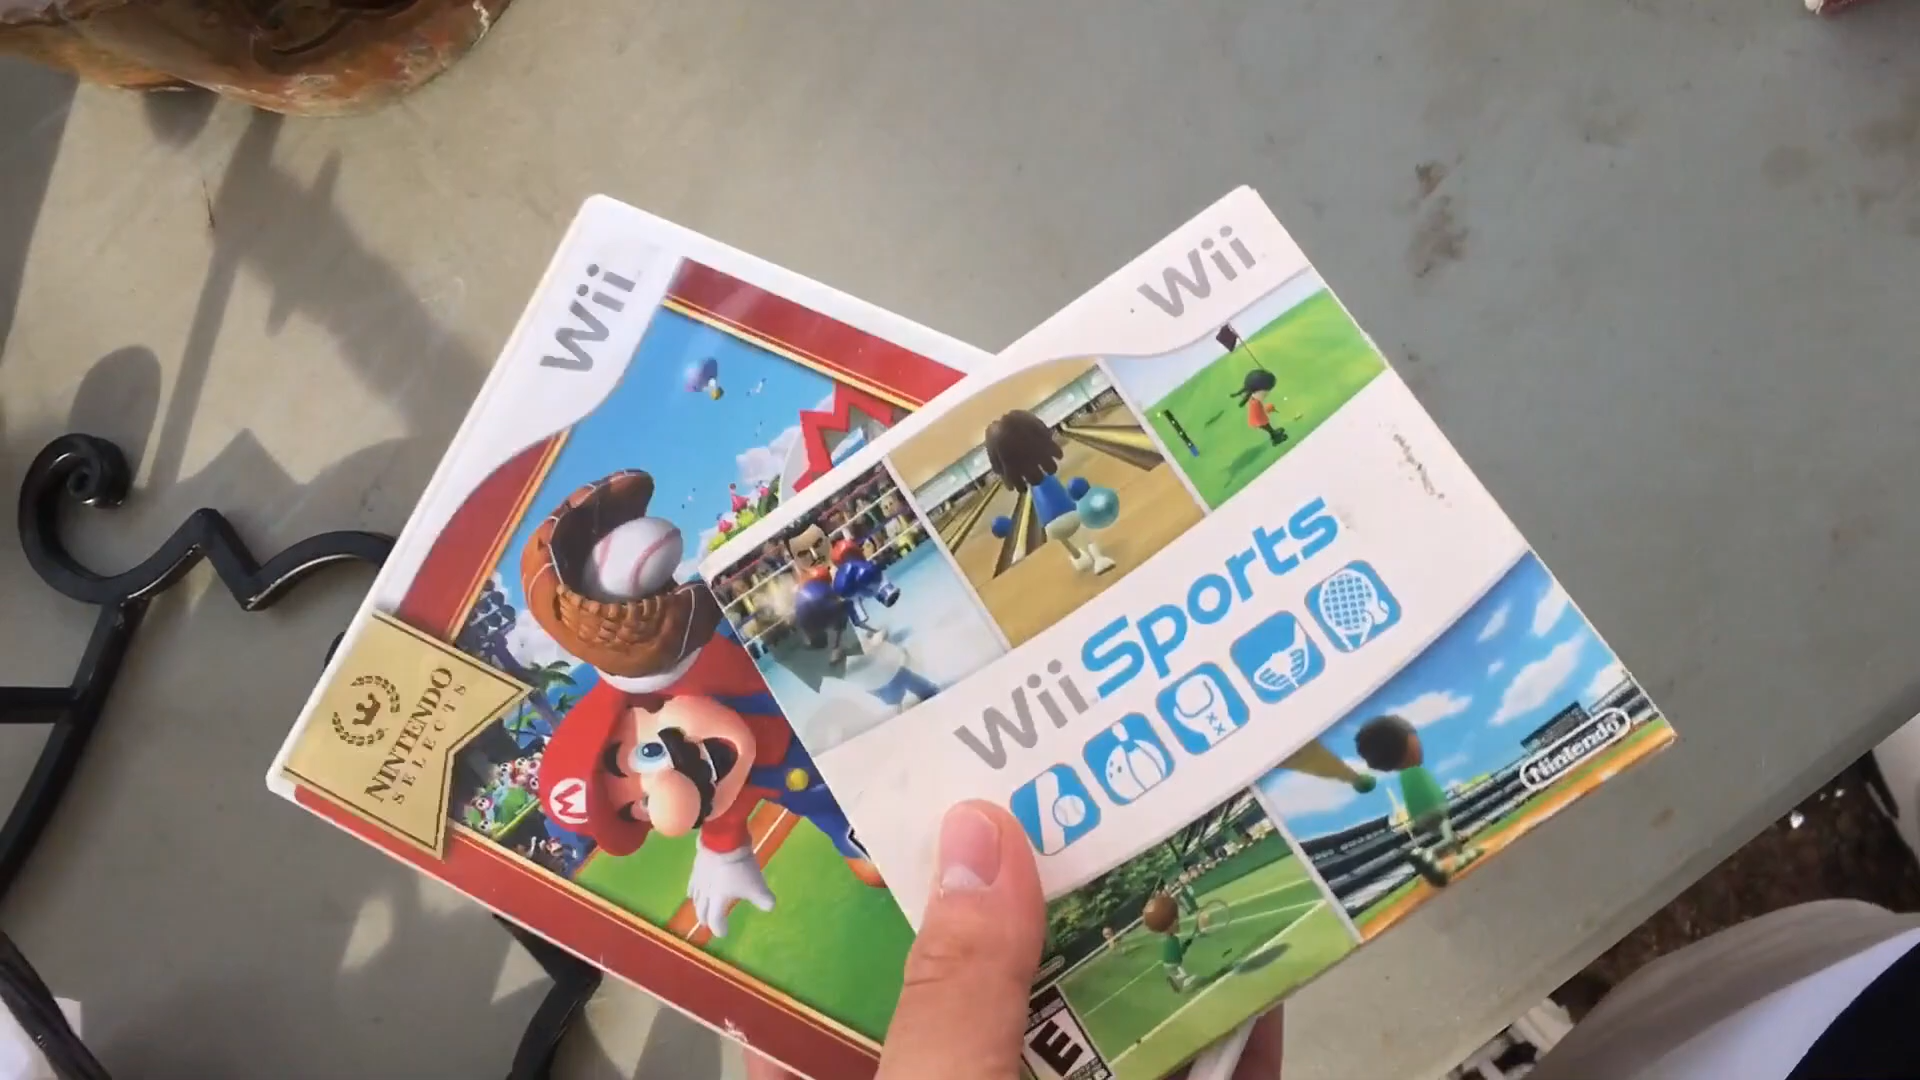 Wii
NINTENDO
SELECTS
M
Wii
Wii Sports
Nintendo
E